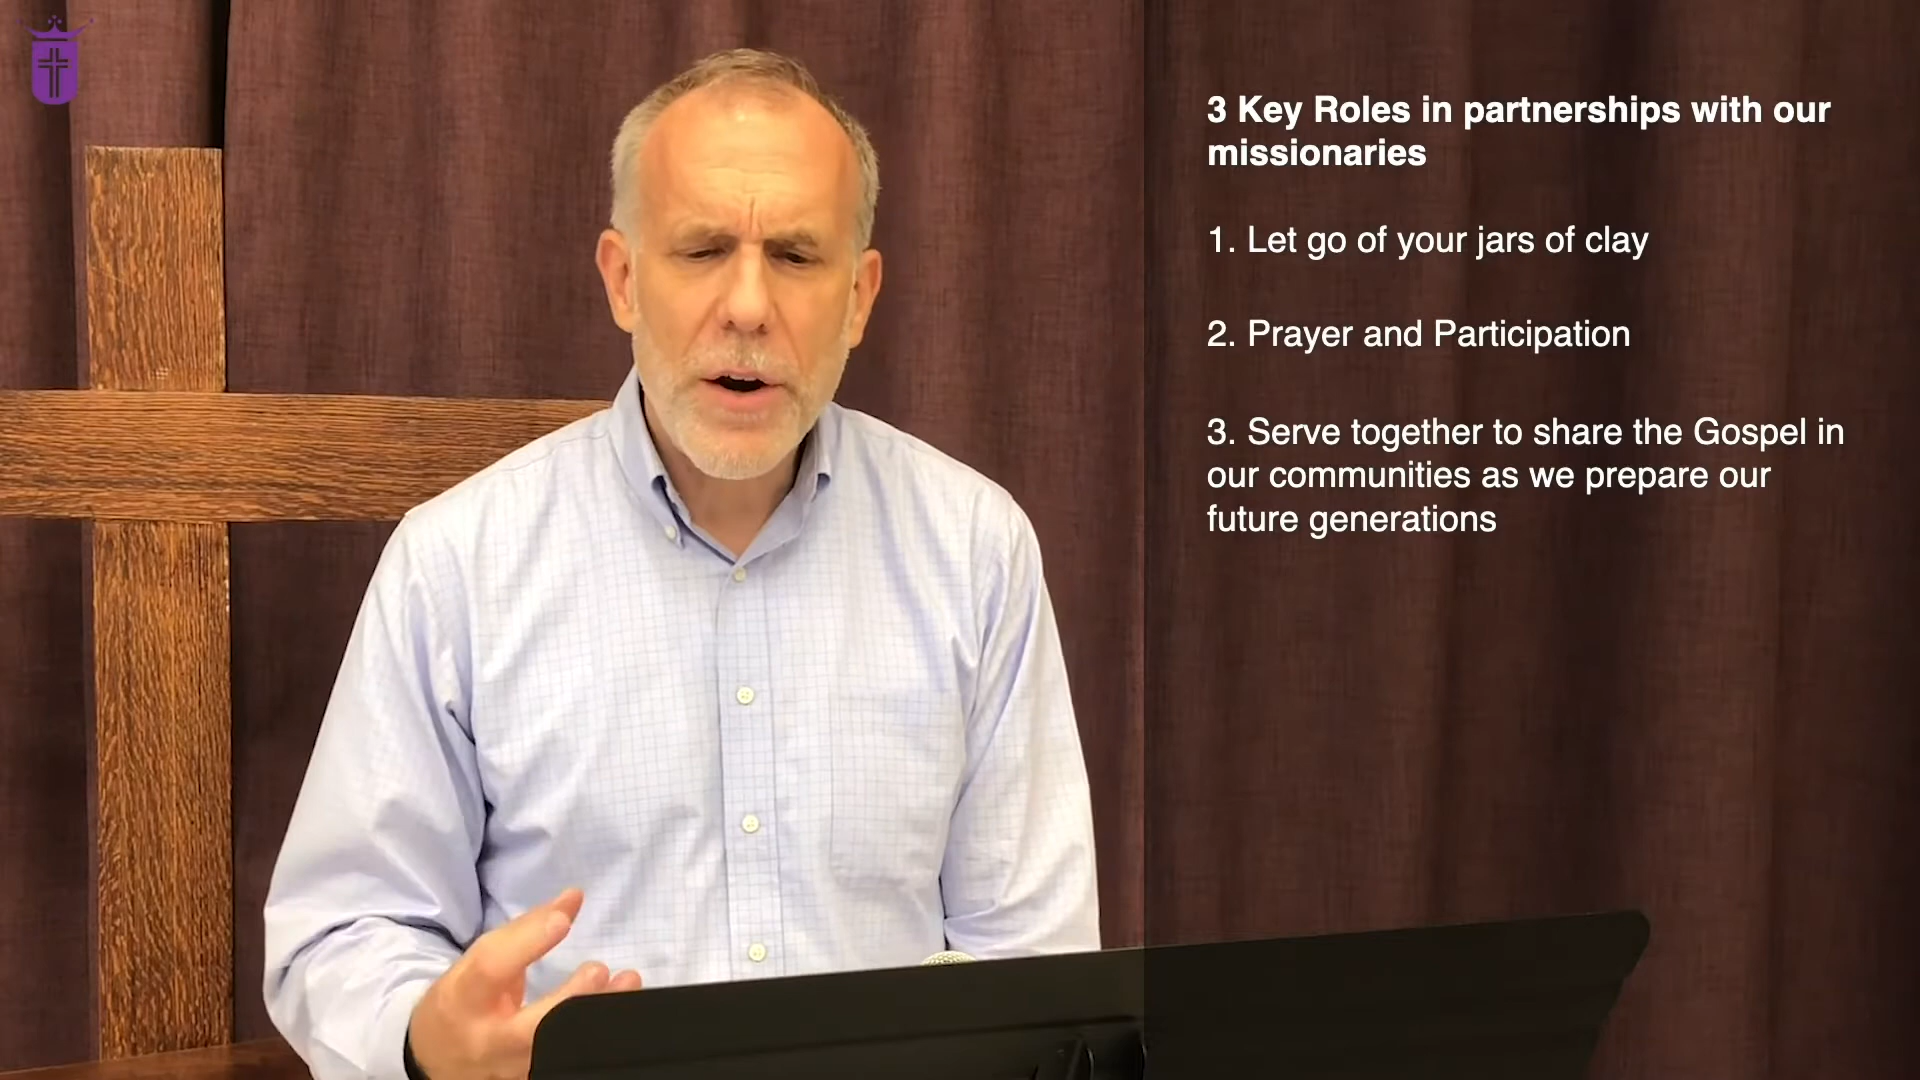 3 Key Roles in partnerships with our
missionaries
1. Let go of your jars of clay
2. Prayer and Participation
3. Serve together to share the Gospel in
our communities as we prepare our
future generations